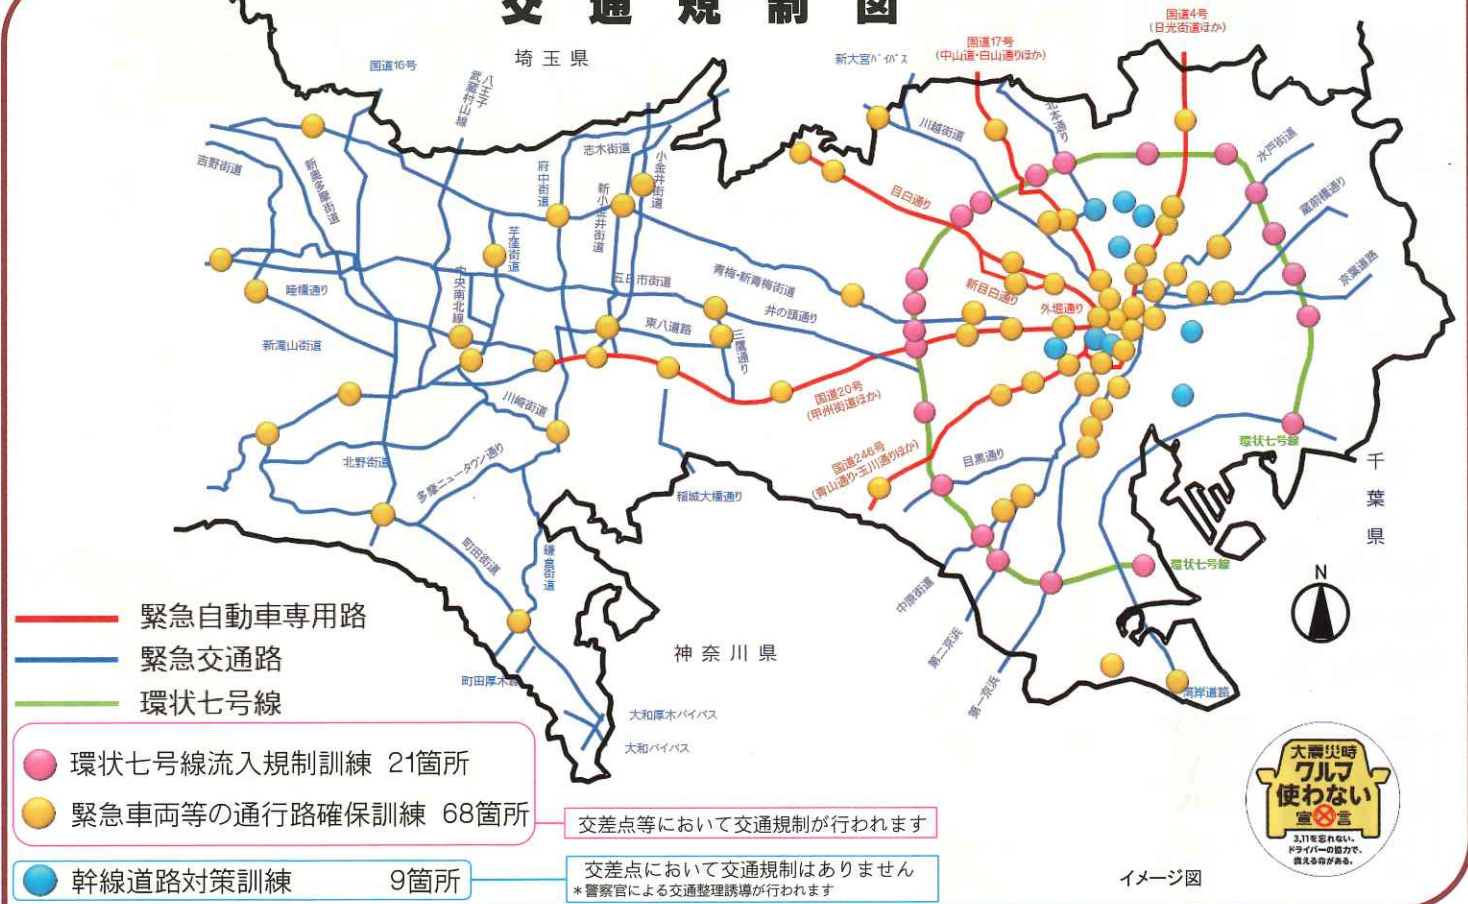 交通規制図
国道4号
(日光街道ほか)
国道17号
(中山道・白山通りほか)
新大宮バイパス
埼玉県
国道16号
八王子
武蔵村山線
北本通り
川越街道
水戸街道
志木街道
小金井街道
府中街道
新小金井街道
吉野街道
新奥多摩街道
目白通り
蔵前橋通り
芋窪街道
中央南北線
五日市街道
青梅・新青梅街道
京葉道路
睦橋通り
新目白通り
外堀通り
井の頭通り
東八道路
三鷹通り
新滝山街道
国道20号
(甲州街道ほか)
川崎街道
北野街道
多摩ニュータウン通り
国道246号
(青山通り・玉川通りほか)
目黒通り
環状七号線
稲城大橋通り
千葉県
町田街道
鎌倉街道
環状七号線
中原街道
第二京浜
第一京浜
N
緊急自動車専用路
緊急交通路
環状七号線
神奈川県
町田厚木線
湾岸道路
大和厚木バイパス
大和バイパス
環状七号線流入規制訓練 21箇所
緊急車両等の通行路確保訓練 68箇所
交差点等において交通規制が行われます
幹線道路対策訓練 9箇所
交差点において交通規制はありません
*警察官による交通整理誘導が行われます
大震災時
クルマ
使わない
宣言
3.11を忘れない。
ドライバーの協力で、
救える命がある。
イメージ図